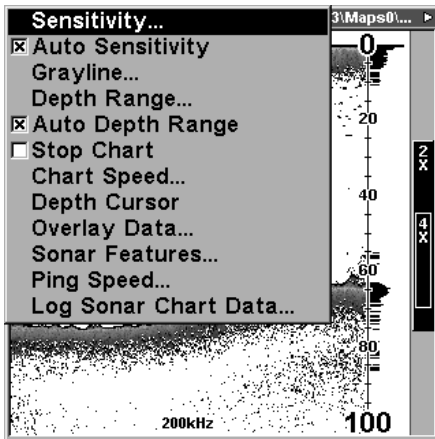 Sensitivity...
3\Maps0\...
Auto Sensitivity
Grayline...
Depth Range...
Auto Depth Range
Stop Chart
Chart Speed...
Depth Cursor
Overlay Data...
Sonar Features...
Ping Speed...
Log Sonar Chart Data...
0
20
40
60
80
100
2X
4X
200kHz